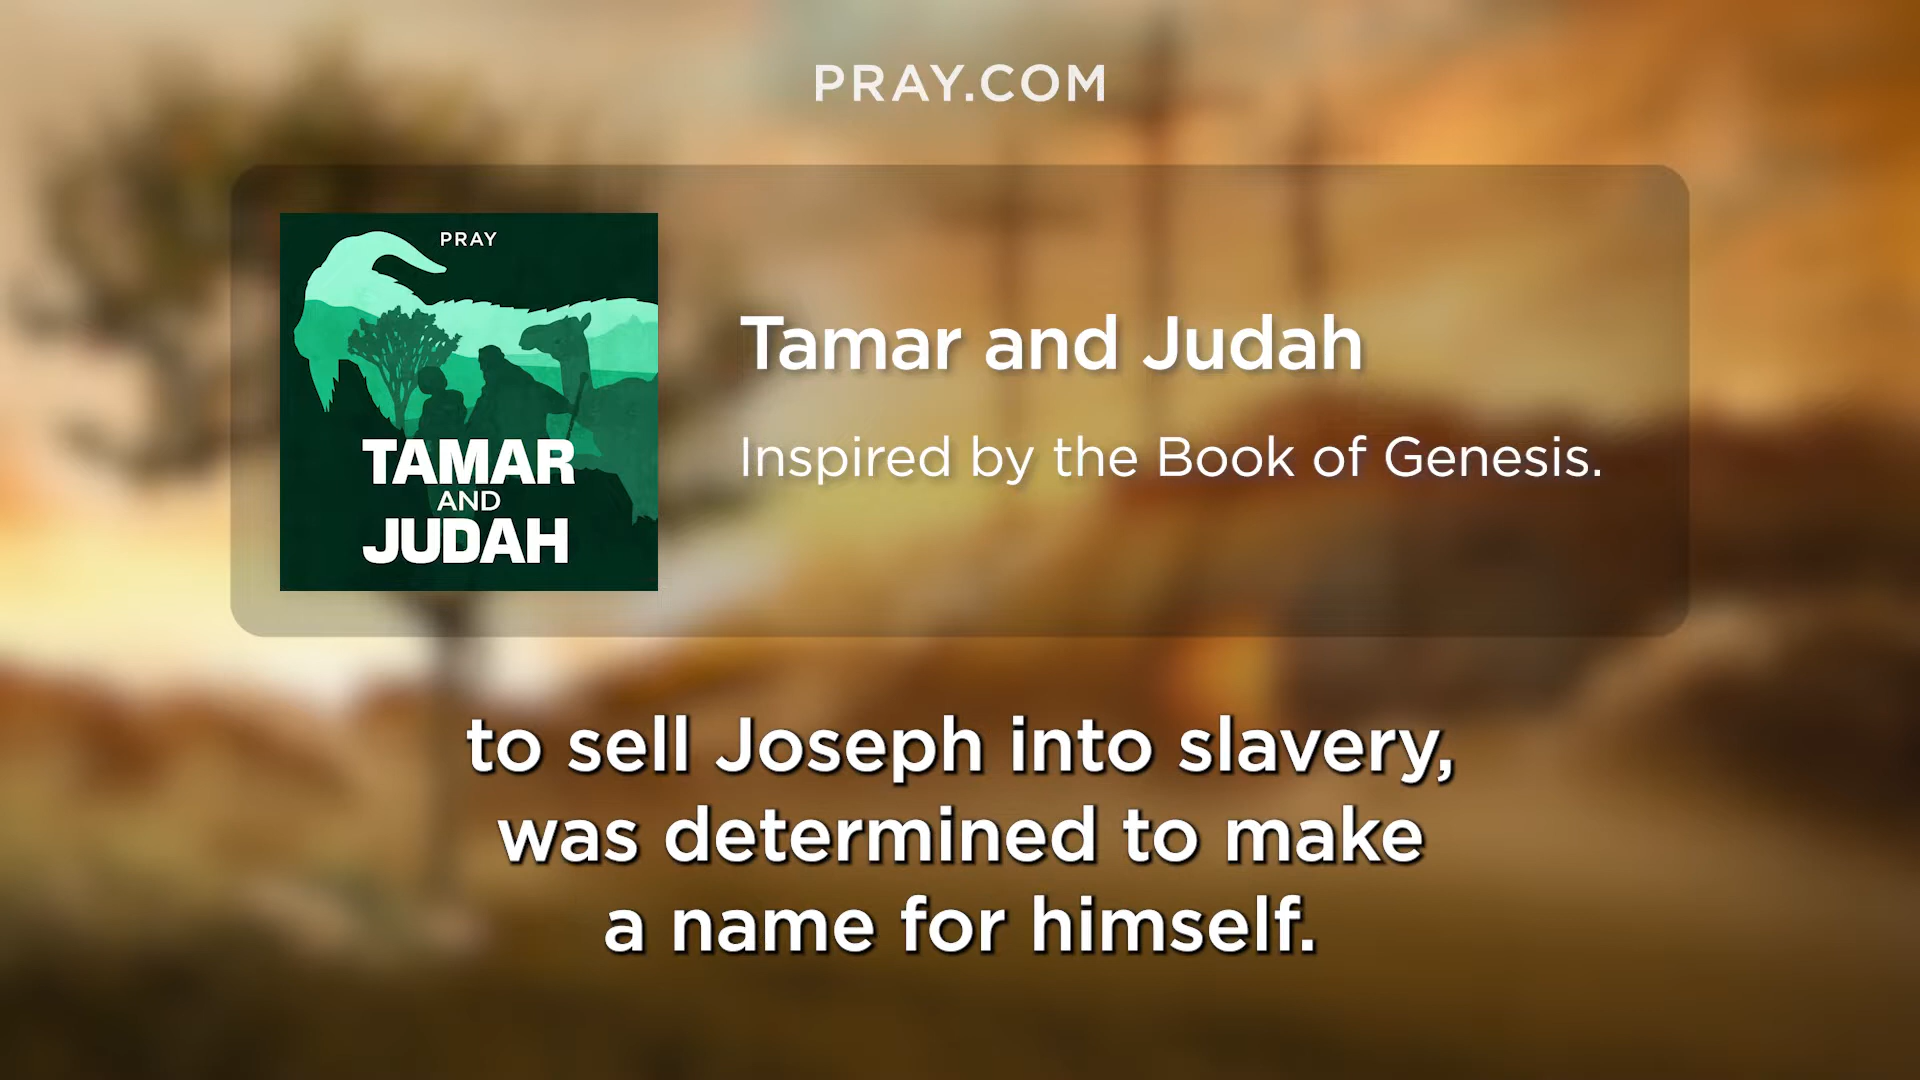 PRAY.COM
PRAY
TAMAR
AND
JUDAH
Tamar and Judah
Inspired by the Book of Genesis.
to sell Joseph into slavery,
was determined to make
a name for himself.